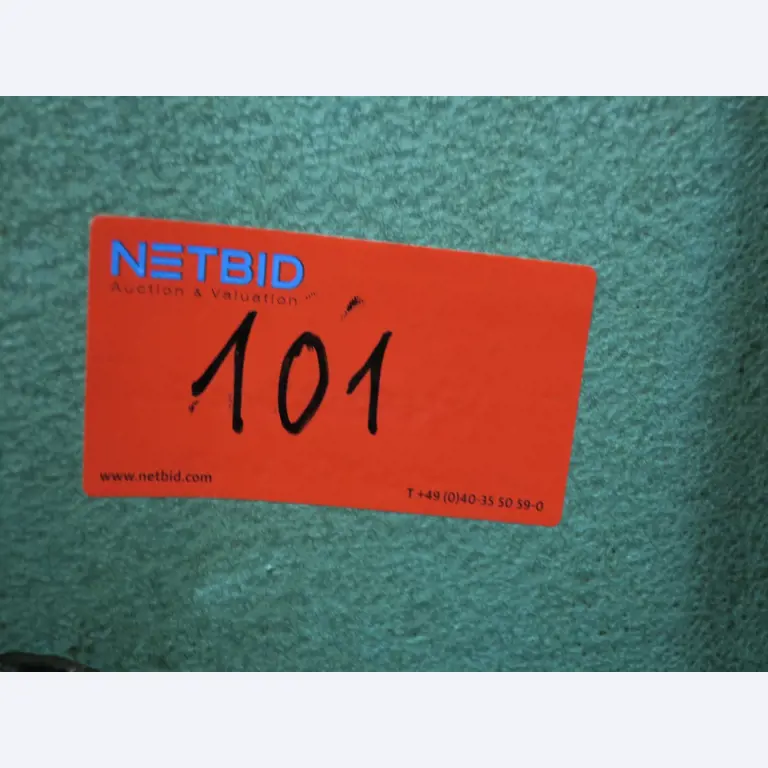 NETBID
Auction & Valuation
101
www.netbid.com
T +49 (0)40-35 50 59-0